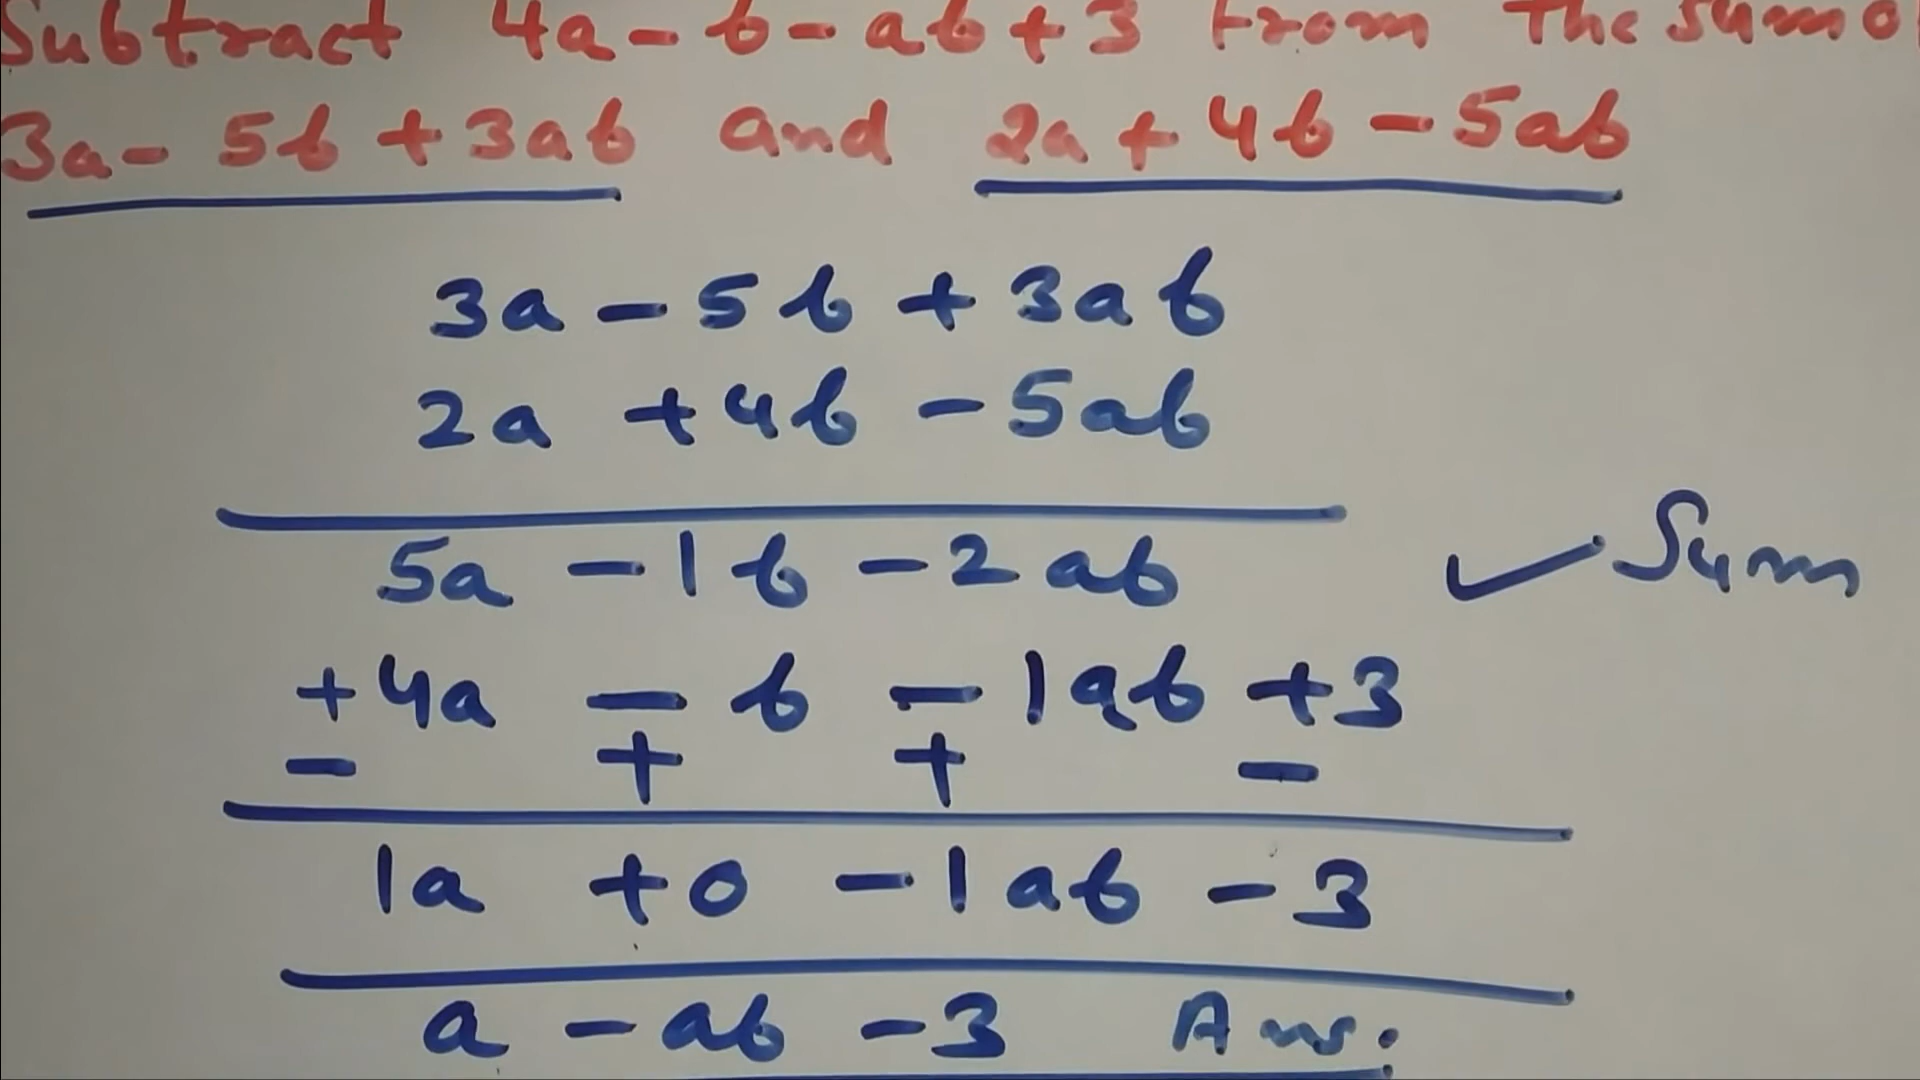 Subtract 4a - b - ab + 3 from The sum o
3a - 5b + 3ab and 2a + 4b - 5ab
3a - 5b + 3ab
2a + 4b - 5ab
5a - 1b - 2ab ✓ Sum
+4a - b - 1ab + 3
- + + -
1a + 0 - 1ab - 3
a - ab - 3 Ans.